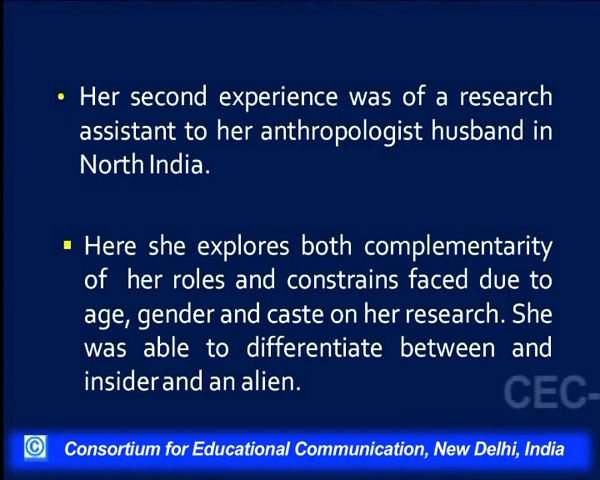 Her second experience was of a research
assistant to her anthropologist husband in
North India.
Here she explores both complementarity
of her roles and constrains faced due to
age, gender and caste on her research. She
was able to differentiate between and
insider and an alien.
CEC-
© Consortium for Educational Communication, New Delhi, India